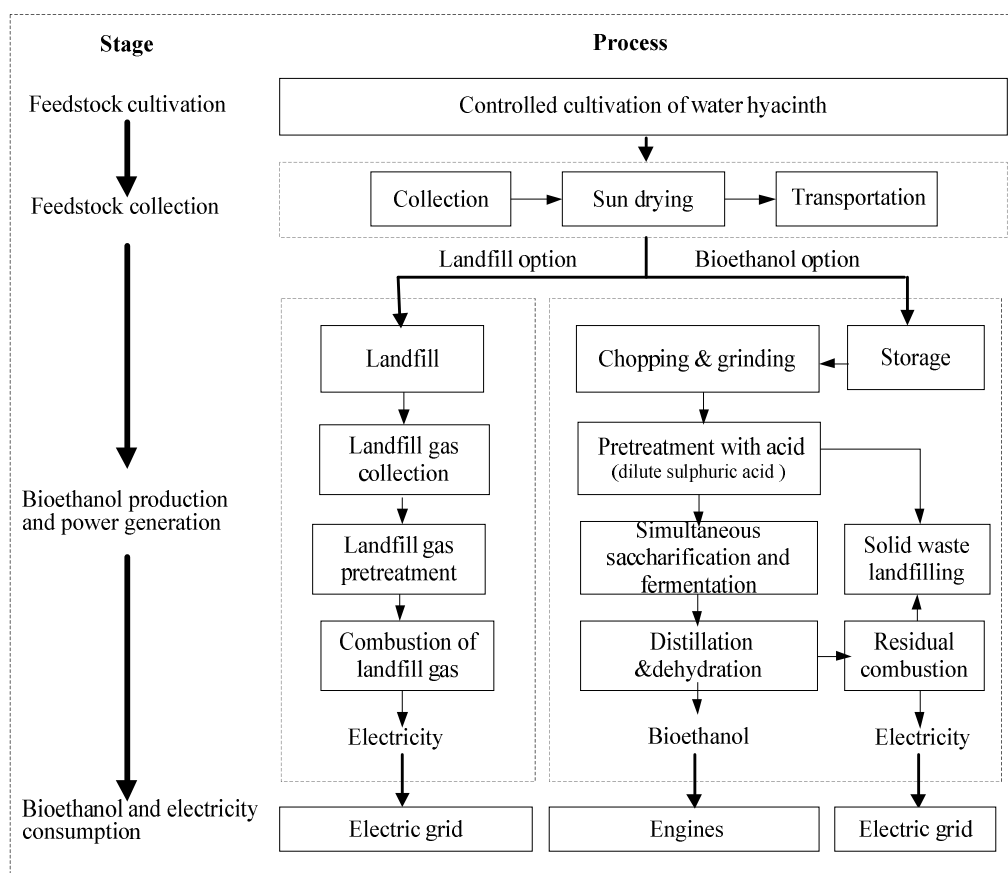 Stage
Process
Feedstock cultivation
Controlled cultivation of water hyacinth
Feedstock collection
Collection
Sun drying
Transportation
Landfill option
Bioethanol option
Landfill
Chopping & grinding
Storage
Landfill gas
collection
Pretreatment with acid
(dilute sulphuric acid )
Bioethanol production
and power generation
Landfill gas
pretreatment
Simultaneous
saccharification and
fermentation
Solid waste
landfilling
Combustion of
landfill gas
Distillation
&dehydration
Residual
combustion
Electricity
Bioethanol
Electricity
Bioethanol and electricity
consumption
Electric grid
Engines
Electric grid